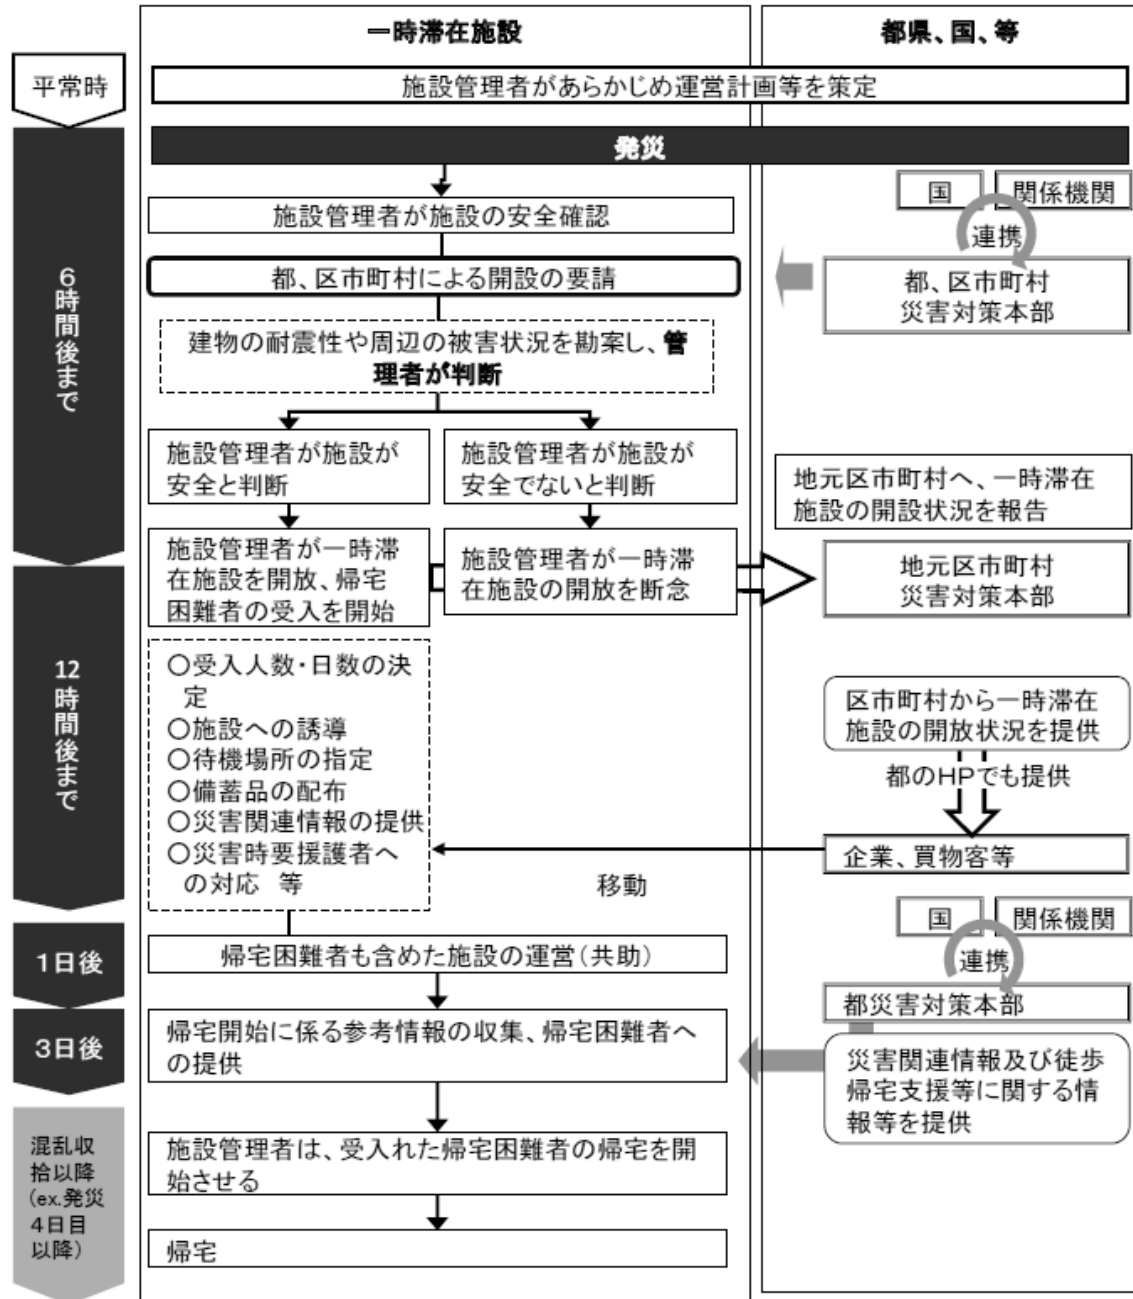 一時滞在施設
都県、国、等
平常時
施設管理者があらかじめ運営計画等を策定
発災
6時間後まで
施設管理者が施設の安全確認
国
関係機関
連携
都、区市町村による開設の要請
都、区市町村
災害対策本部
建物の耐震性や周辺の被害状況を勘案し、管
理者が判断
施設管理者が施設が
安全と判断
施設管理者が施設が
安全でないと判断
地元区市町村へ、一時滞在
施設の開設状況を報告
施設管理者が一時滞
在施設を開放、帰宅
困難者の受入を開始
施設管理者が一時滞
在施設の開放を断念
地元区市町村
災害対策本部
12時間後まで
○受入人数・日数の決
定
○施設への誘導
○待機場所の指定
○備蓄品の配布
○災害関連情報の提供
○災害時要援護者へ
の対応 等
区市町村から一時滞在
施設の開放状況を提供
都のHPでも提供
企業、買物客等
移動
国
関係機関
連携
1日後
帰宅困難者も含めた施設の運営(共助)
都災害対策本部
3日後
帰宅開始に係る参考情報の収集、帰宅困難者へ
の提供
災害関連情報及び徒歩
帰宅支援等に関する情
報等を提供
混乱収
拾以降
(ex.発災
4日目
以降)
施設管理者は、受入れた帰宅困難者の帰宅を開
始させる
帰宅